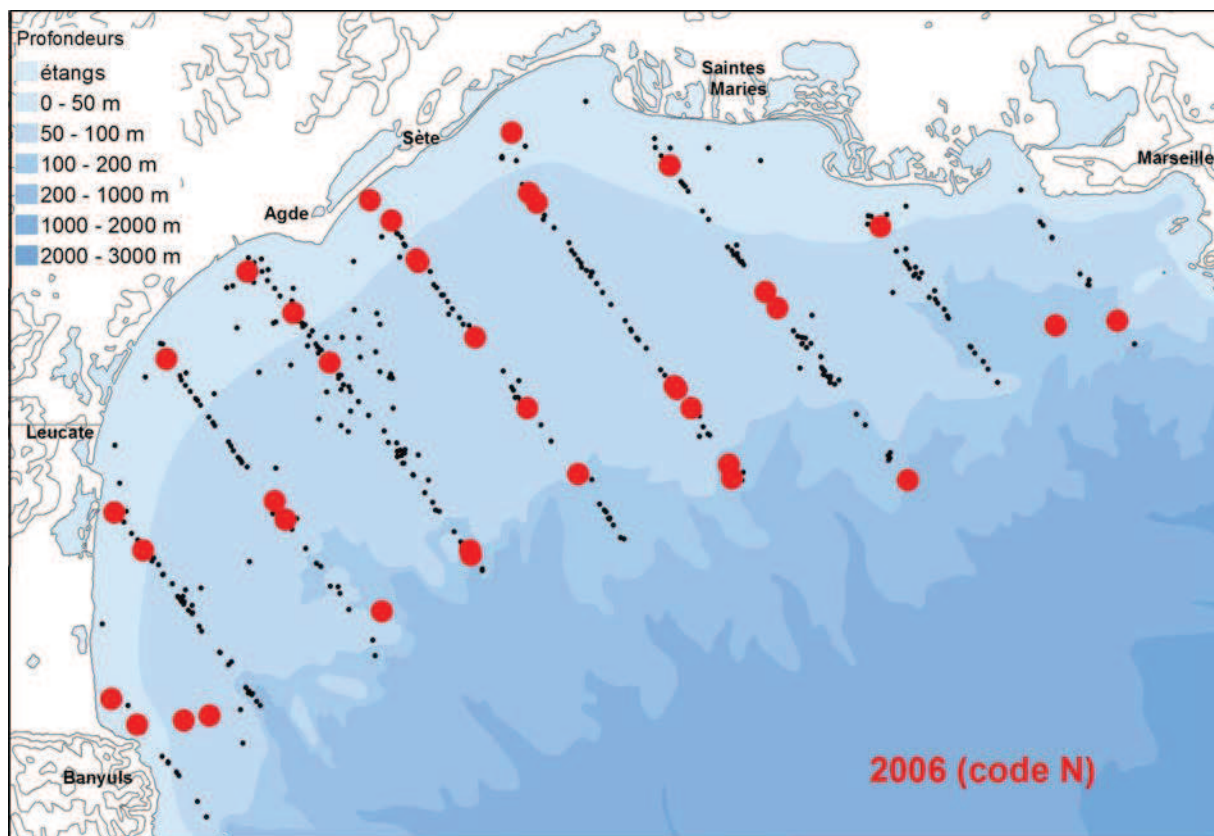 Profondeurs
étangs
0 - 50 m
50 - 100 m
100 - 200 m
200 - 1000 m
1000 - 2000 m
2000 - 3000 m
Saintes
Maries
Sète
Marseille
Agde
Leucate
Banyuls
2006 (code N)